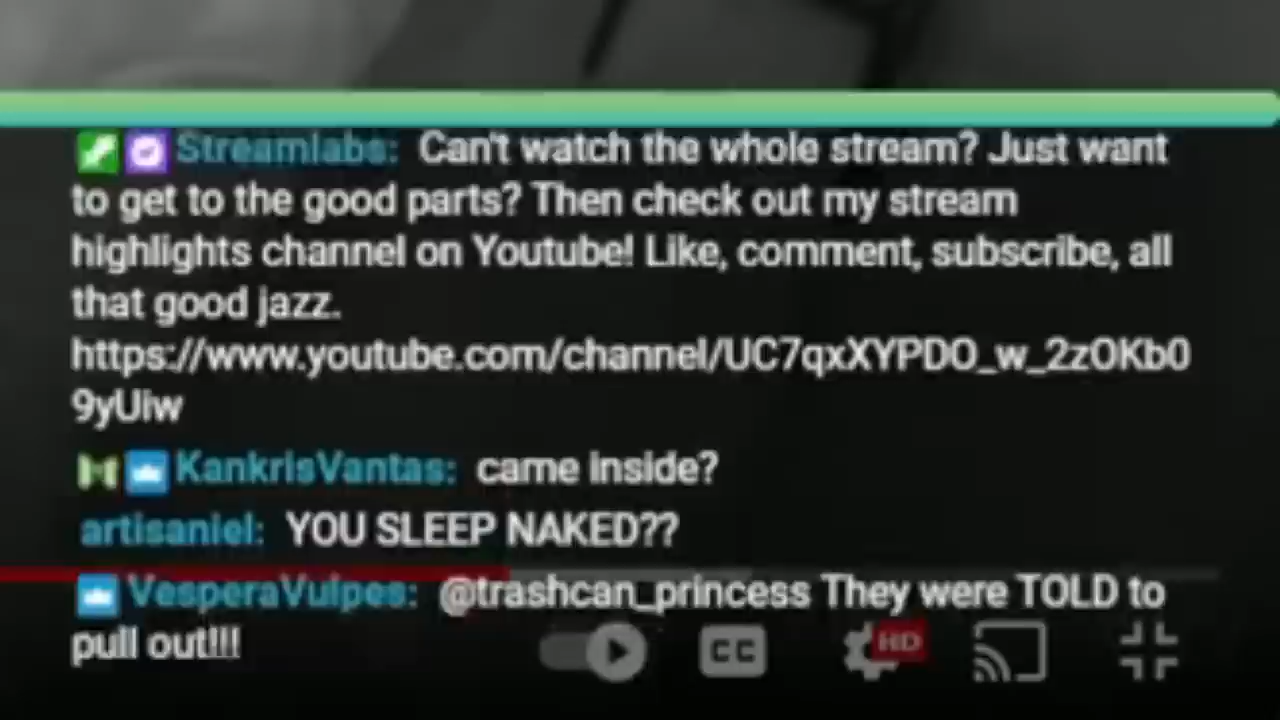 Streamlabs: Can't watch the whole stream? Just want
to get to the good parts? Then check out my stream
highlights channel on Youtube! Like, comment, subscribe, all
that good jazz.
https://www.youtube.com/channel/UC7qxXYPDO_w_2zOKb0
9yUiw
KankrisVantas: came inside?
artisaniel: YOU SLEEP NAKED??
VesperaVulpes: @trashcan_princess They were TOLD to
pull out!!!
CC HD